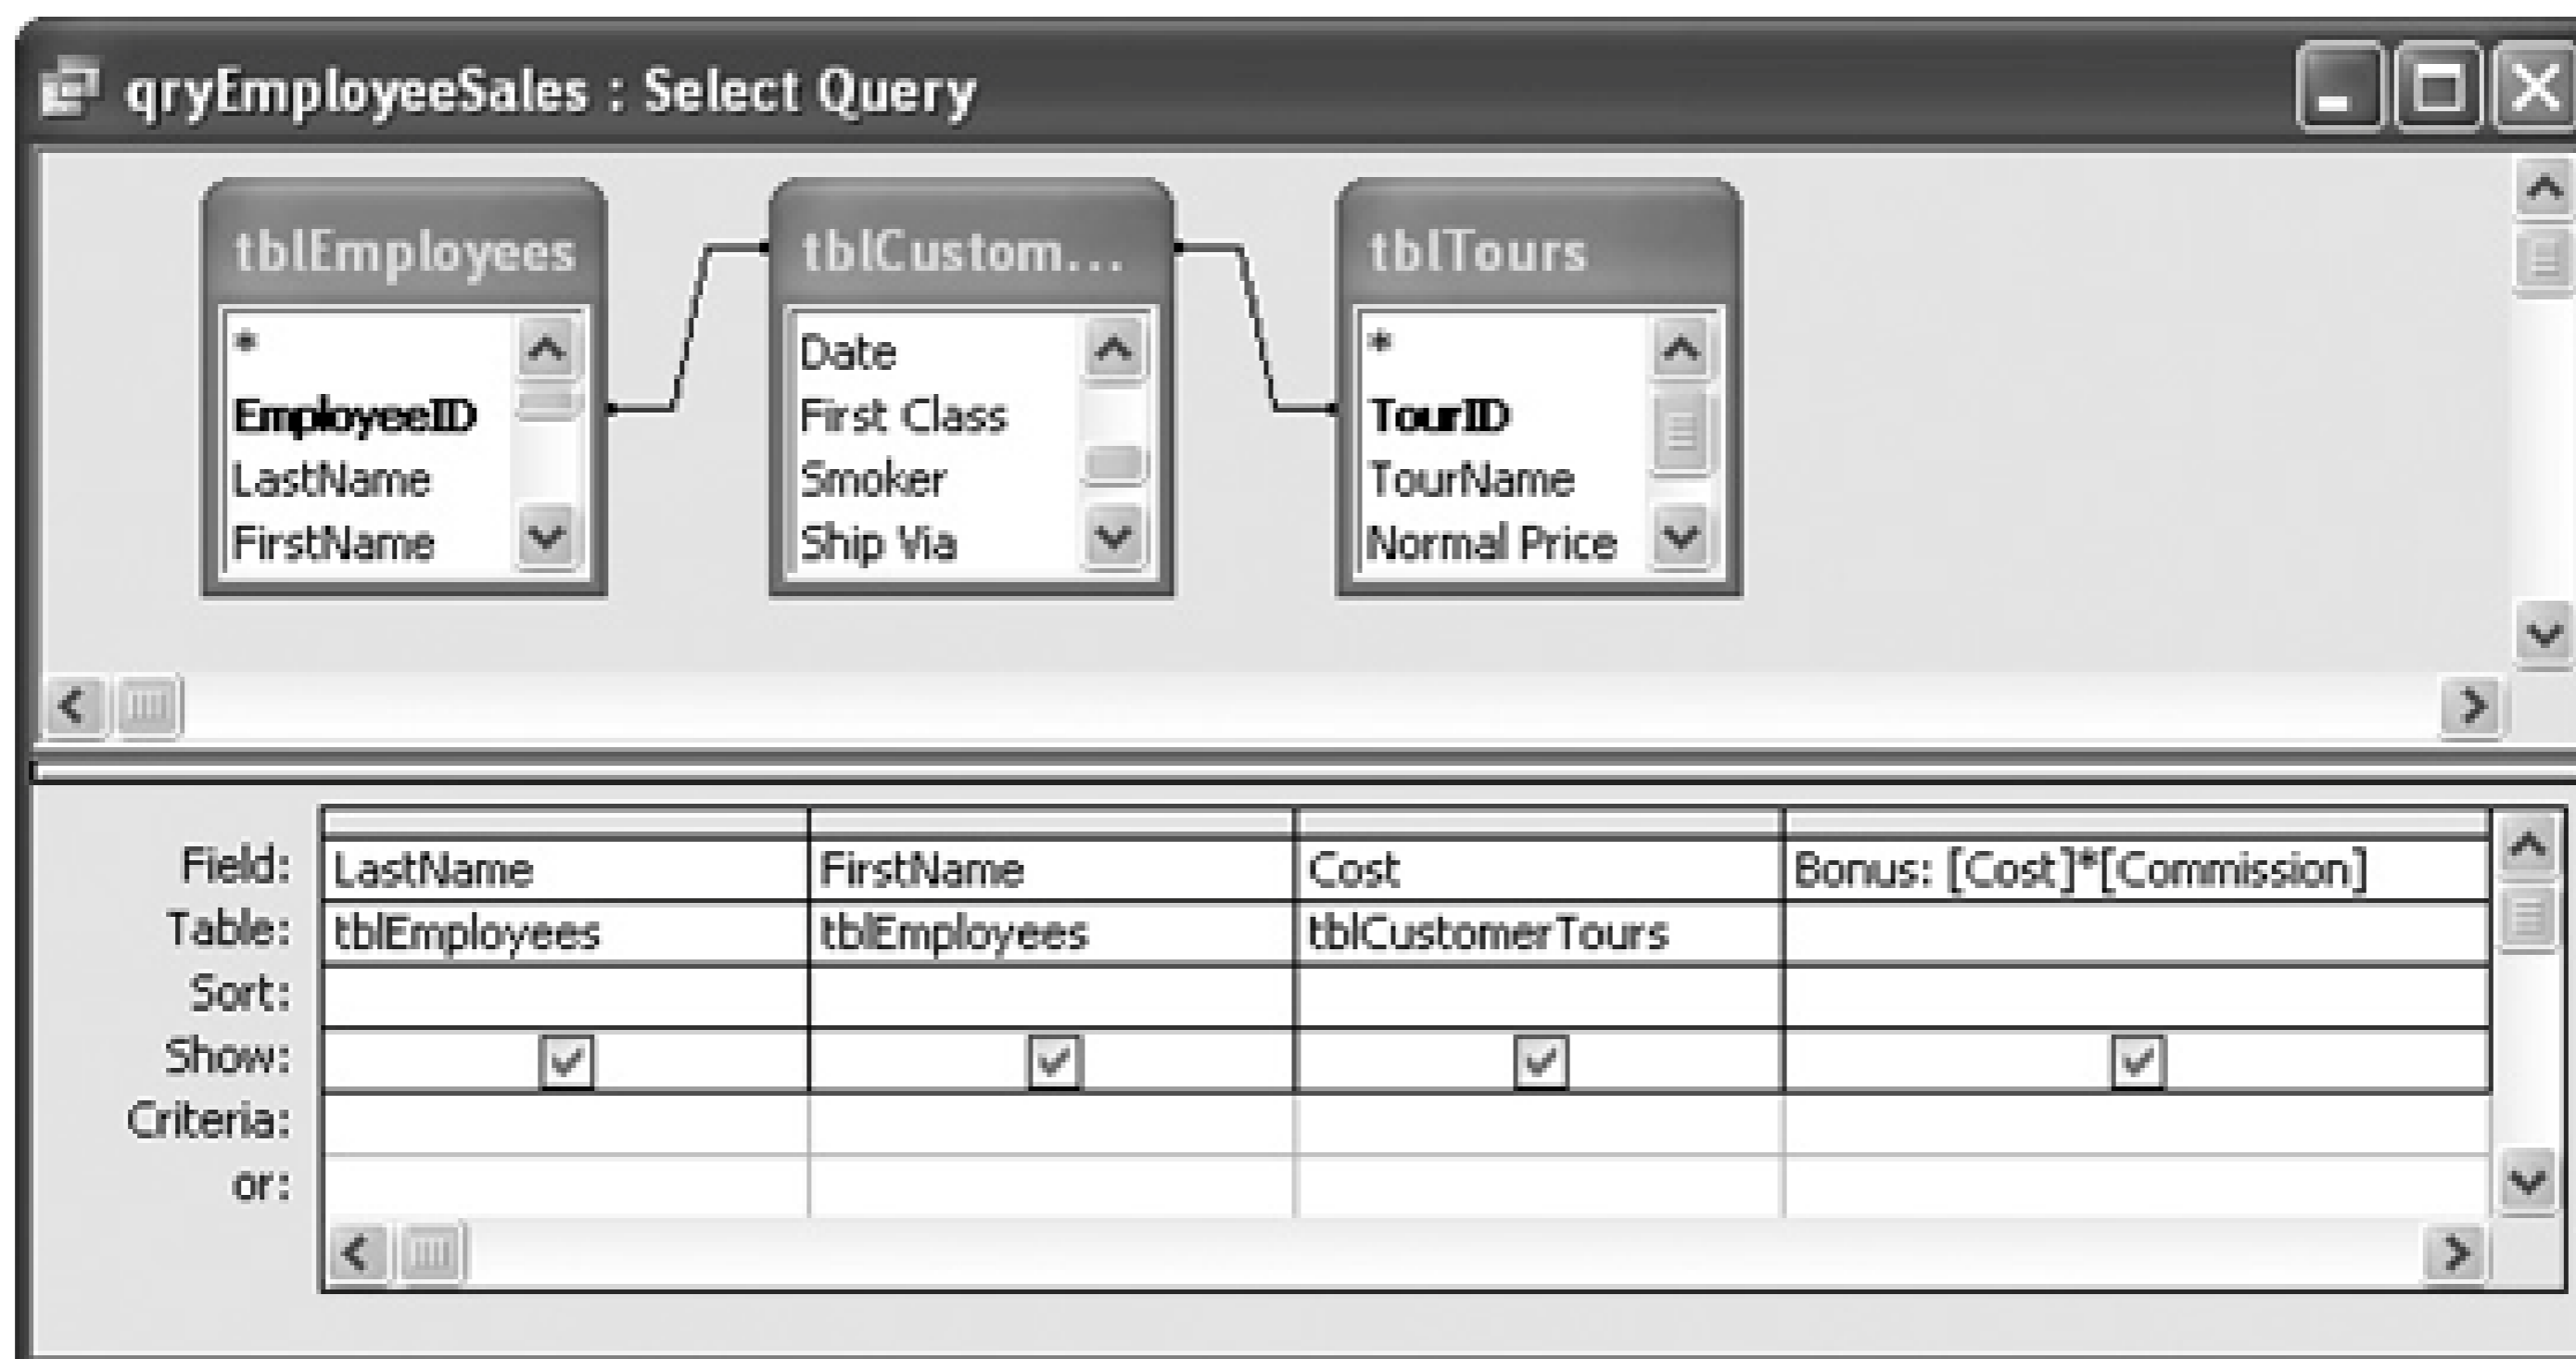 qryEmployeeSales : Select Query
tblEmployees
*
EmployeeID
LastName
FirstName
tblCustom...
Date
First Class
Smoker
Ship Via
tblTours
*
TourID
TourName
Normal Price
Field: LastName FirstName Cost Bonus: [Cost]*[Commission]
Table: tblEmployees tblEmployees tblCustomerTours
Sort:
Show:
Criteria:
or: